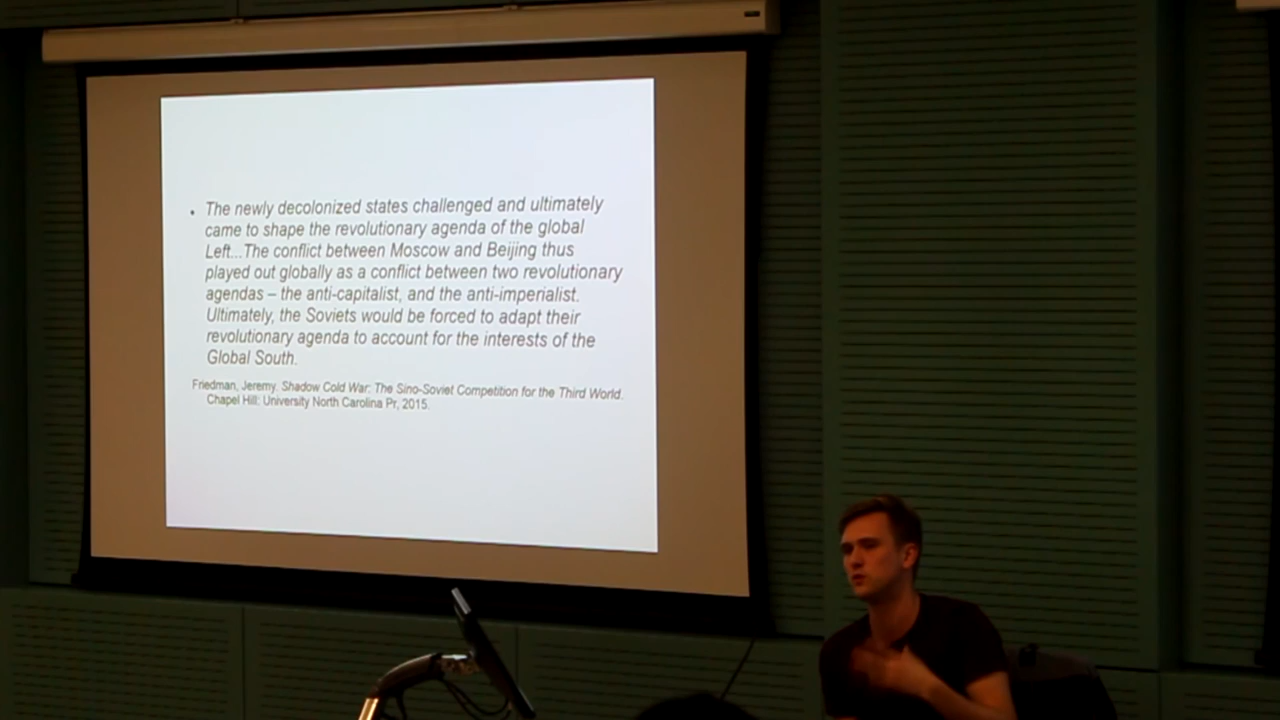 • The newly decolonized states challenged and ultimately
came to shape the revolutionary agenda of the global
Left...The conflict between Moscow and Beijing thus
played out globally as a conflict between two revolutionary
agendas – the anti-capitalist, and the anti-imperialist.
Ultimately, the Soviets would be forced to adapt their
revolutionary agenda to account for the interests of the
Global South.
Friedman, Jeremy. Shadow Cold War: The Sino-Soviet Competition for the Third World.
Chapel Hill: University North Carolina Pr, 2015.